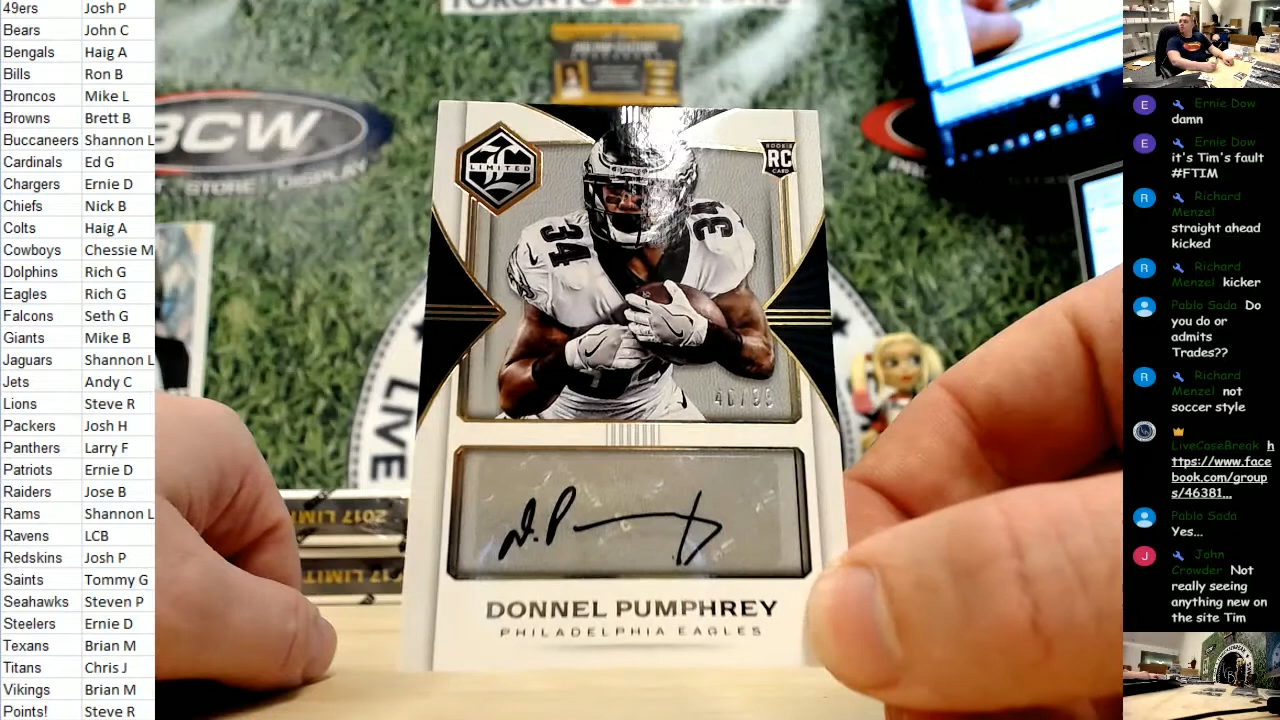 49ers Josh P
Bears John C
Bengals Haig A
Bills Ron B
Broncos Mike L
Browns Brett B
Buccaneers Shannon L
Cardinals Ed G
Chargers Ernie D
Chiefs Nick B
Colts Haig A
Cowboys Chessie M
Dolphins Rich G
Eagles Rich G
Falcons Seth G
Giants Mike B
Jaguars Shannon L
Jets Andy C
Lions Steve R
Packers Josh H
Panthers Larry F
Patriots Ernie D
Raiders Jose B
Rams Shannon L
Ravens LCB
Redskins Josh P
Saints Tommy G
Seahawks Steven P
Steelers Ernie D
Texans Brian M
Titans Chris J
Vikings Brian M
Points! Steve R
BCW
LIVE
2017 LIMIT
17 LIMIT
LIMITED
ROOKIE
RC
CARD
34
34
D. P
DONNEL PUMPHREY
PHILADELPHIA EAGLES
E
Ernie Dow
damn
E
Ernie Dow
it's Tim's fault
#FTIM
R
Richard
Menzel
straight ahead
kicked
R
Richard
Menzel kicker
Pablo Sada Do
you do or
admits
Trades??
R
Richard
Menzel not
soccer style
LiveCaseBreak h
ttps://www.face
book.com/group
s/46381...
Pablo Sada
Yes...
J
John
Crowder Not
really seeing
anything new on
the site Tim